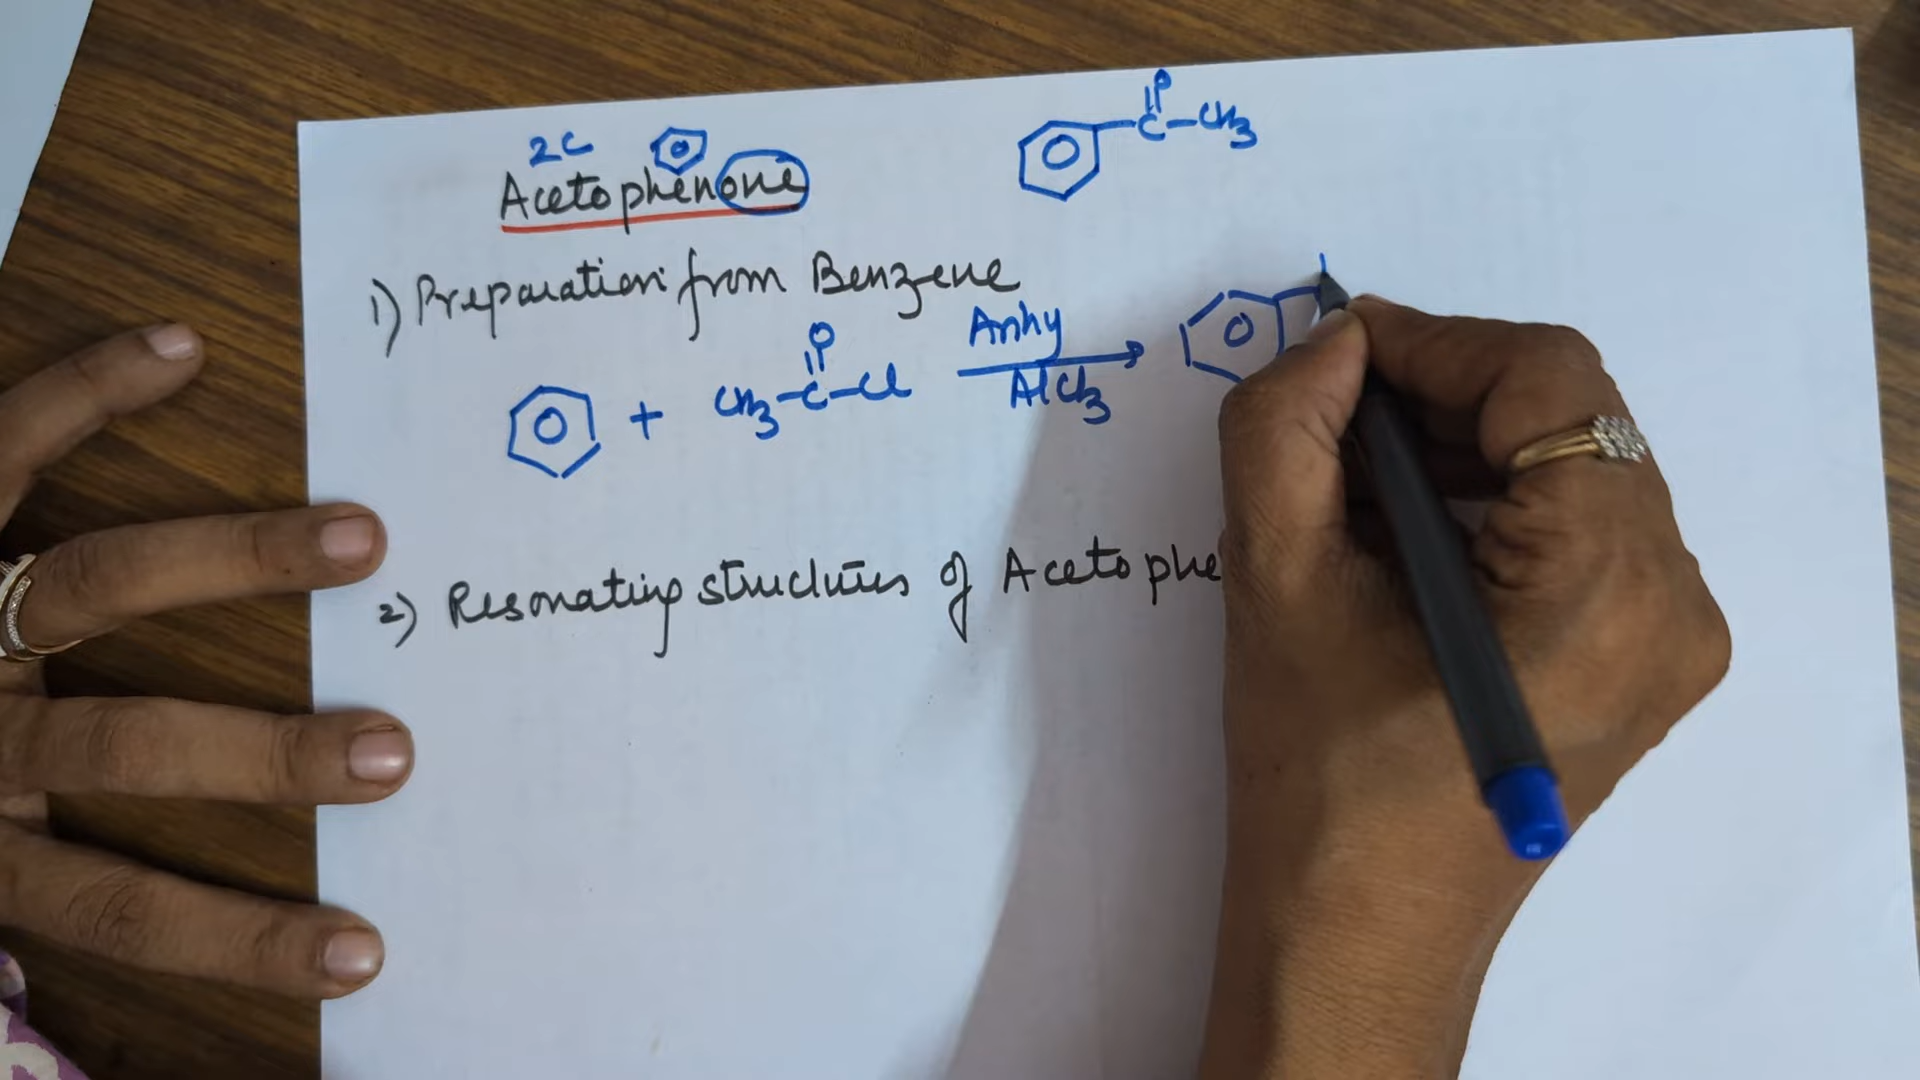 2C
Acetophenone
O
C-CH3
1) Preparation from Benzene
+ CH3-C-Cl
O
Anhy
AlCl3
2) Resonating structures of Acetophe